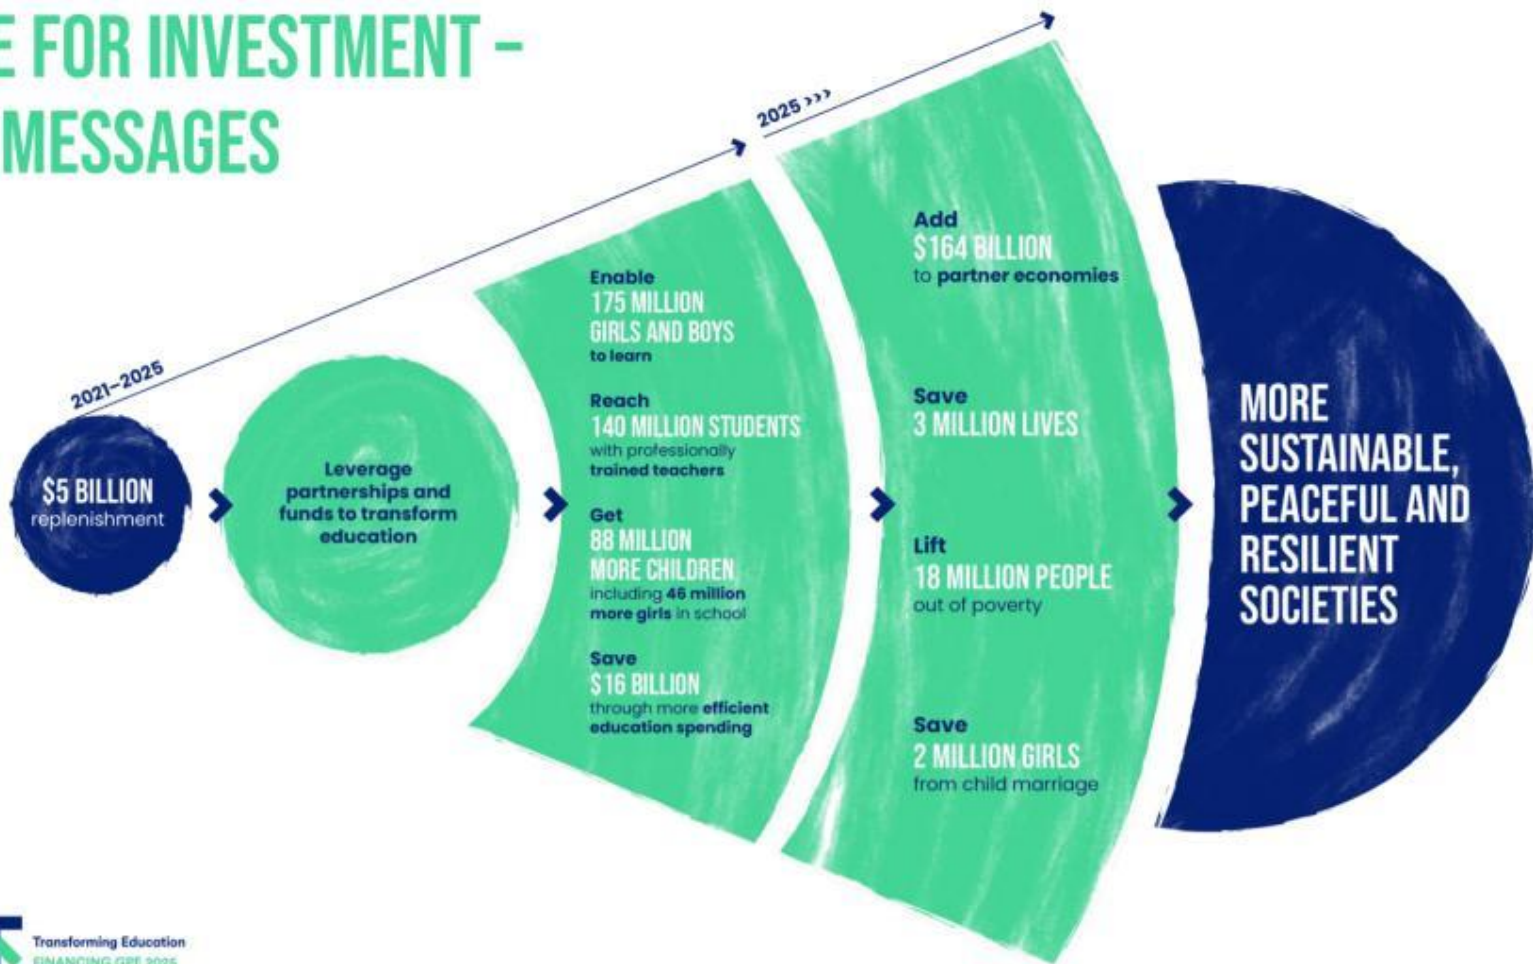 E FOR INVESTMENT –
MESSAGES
2021–2025
2025 >>>
$5 BILLION
replenishment
Leverage
partnerships and
funds to transform
education
Enable
175 MILLION
GIRLS AND BOYS
to learn
Reach
140 MILLION STUDENTS
with professionally
trained teachers
Get
88 MILLION
MORE CHILDREN
including 46 million
more girls in school
Save
$16 BILLION
through more efficient
education spending
Add
$164 BILLION
to partner economies
Save
3 MILLION LIVES
Lift
18 MILLION PEOPLE
out of poverty
Save
2 MILLION GIRLS
from child marriage
MORE
SUSTAINABLE,
PEACEFUL AND
RESILIENT
SOCIETIES
Transforming Education
FINANCING GPE 2025